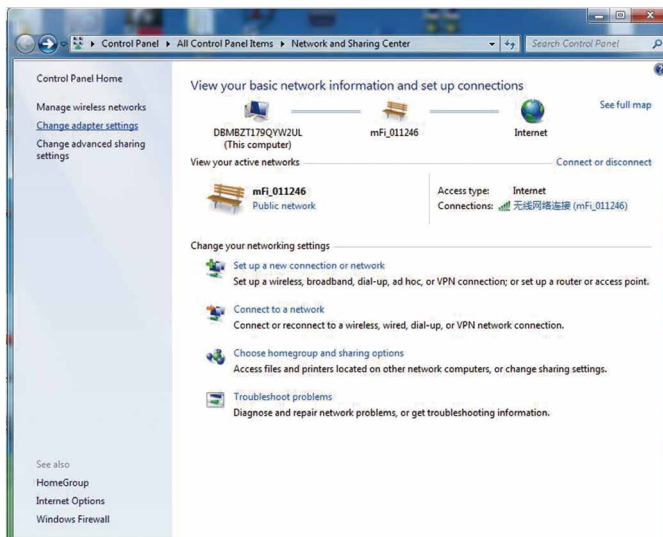 Control Panel ▸ All Control Panel Items ▸ Network and Sharing Center
Search Control Panel
Control Panel Home
Manage wireless networks
Change adapter settings
Change advanced sharing
settings
See also
HomeGroup
Internet Options
Windows Firewall
View your basic network information and set up connections
See full map
DBMBZT179QYW2UL
(This computer)
mFi_011246
Internet
View your active networks
Connect or disconnect
mFi_011246
Public network
Access type: Internet
Connections: 无线网络连接 (mFi_011246)
Change your networking settings
Set up a new connection or network
Set up a wireless, broadband, dial-up, ad hoc, or VPN connection; or set up a router or access point.
Connect to a network
Connect or reconnect to a wireless, wired, dial-up, or VPN network connection.
Choose homegroup and sharing options
Access files and printers located on other network computers, or change sharing settings.
Troubleshoot problems
Diagnose and repair network problems, or get troubleshooting information.